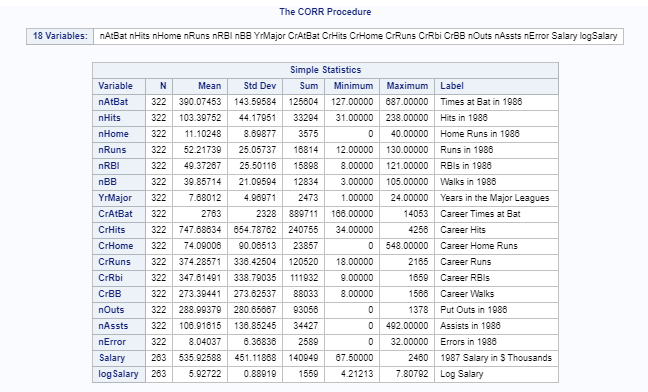 The CORR Procedure
18 Variables: nAtBat nHits nHome nRuns nRBI nBB YrMajor CrAtBat CrHits CrHome CrRuns CrRbi CrBB nOuts nAssts nError Salary logSalary
Simple Statistics
Variable N Mean Std Dev Sum Minimum Maximum Label
nAtBat 322 390.07453 143.59584 125604 127.00000 687.00000 Times at Bat in 1986
nHits 322 103.39752 44.17951 33294 31.00000 238.00000 Hits in 1986
nHome 322 11.10248 8.69877 3575 0 40.00000 Home Runs in 1986
nRuns 322 52.21739 25.05737 16814 12.00000 130.00000 Runs in 1986
nRBI 322 49.37267 25.50116 15898 8.00000 121.00000 RBIs in 1986
nBB 322 39.85714 21.09594 12834 3.00000 105.00000 Walks in 1986
YrMajor 322 7.68012 4.96971 2473 1.00000 24.00000 Years in the Major Leagues
CrAtBat 322 2763 2328 889711 166.00000 14053 Career Times at Bat
CrHits 322 747.68634 654.78762 240755 34.00000 4256 Career Hits
CrHome 322 74.09006 90.06513 23857 0 548.00000 Career Home Runs
CrRuns 322 374.28571 336.42504 120520 18.00000 2165 Career Runs
CrRbi 322 347.61491 338.79035 111932 9.00000 1659 Career RBIs
CrBB 322 273.39441 273.62537 88033 8.00000 1566 Career Walks
nOuts 322 288.99379 280.65667 93056 0 1378 Put Outs in 1986
nAssts 322 106.91615 136.85245 34427 0 492.00000 Assists in 1986
nError 322 8.04037 6.36836 2589 0 32.00000 Errors in 1986
Salary 263 535.92588 451.11868 140949 67.50000 2460 1987 Salary in $ Thousands
logSalary 263 5.92722 0.88919 1559 4.21213 7.80792 Log Salary